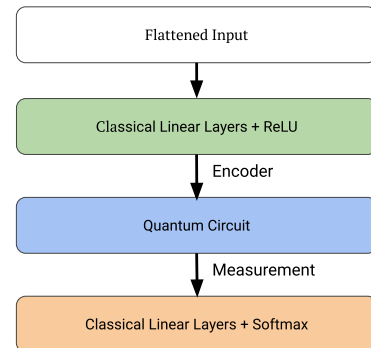 Flattened Input
Classical Linear Layers + ReLU
Encoder
Quantum Circuit
Measurement
Classical Linear Layers + Softmax